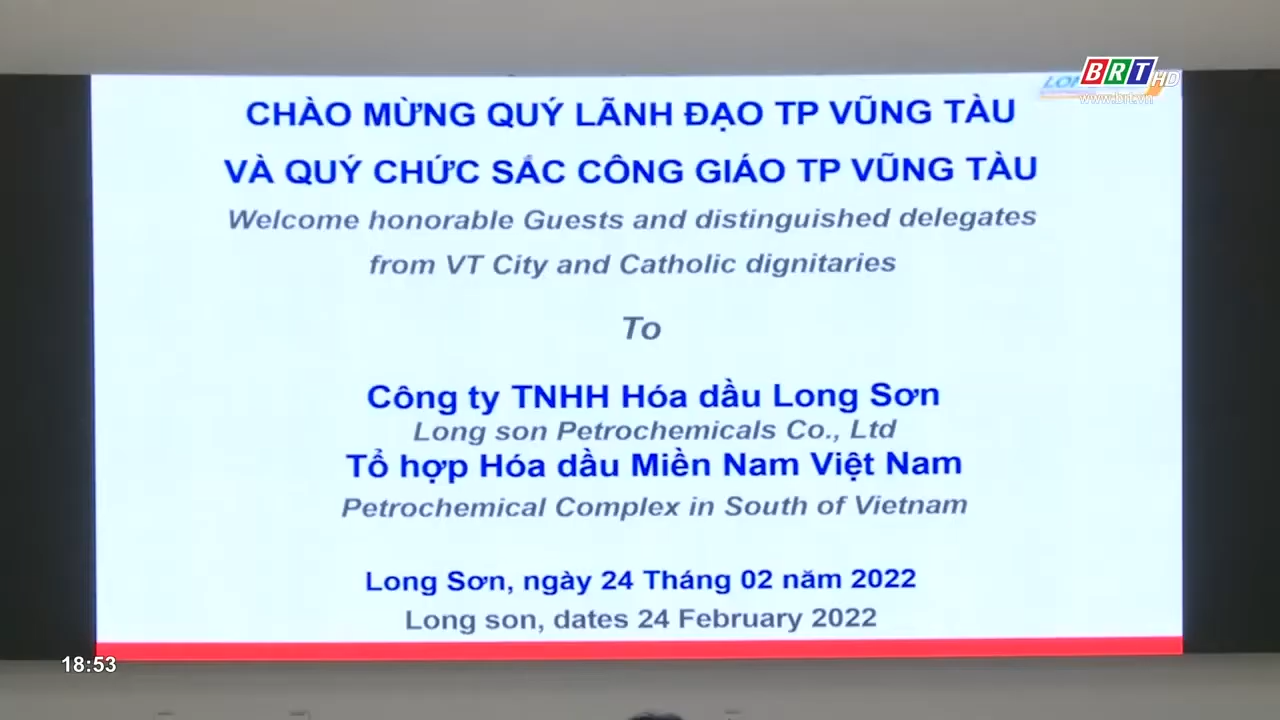 BRT HD
www.brt.vn
CHÀO MỪNG QUÝ LÃNH ĐẠO TP VŨNG TÀU
VÀ QUÝ CHỨC SẮC CÔNG GIÁO TP VŨNG TÀU
Welcome honorable Guests and distinguished delegates
from VT City and Catholic dignitaries
To
Công ty TNHH Hóa dầu Long Sơn
Long son Petrochemicals Co., Ltd
Tổ hợp Hóa dầu Miền Nam Việt Nam
Petrochemical Complex in South of Vietnam
Long Sơn, ngày 24 Tháng 02 năm 2022
Long son, dates 24 February 2022
18:53